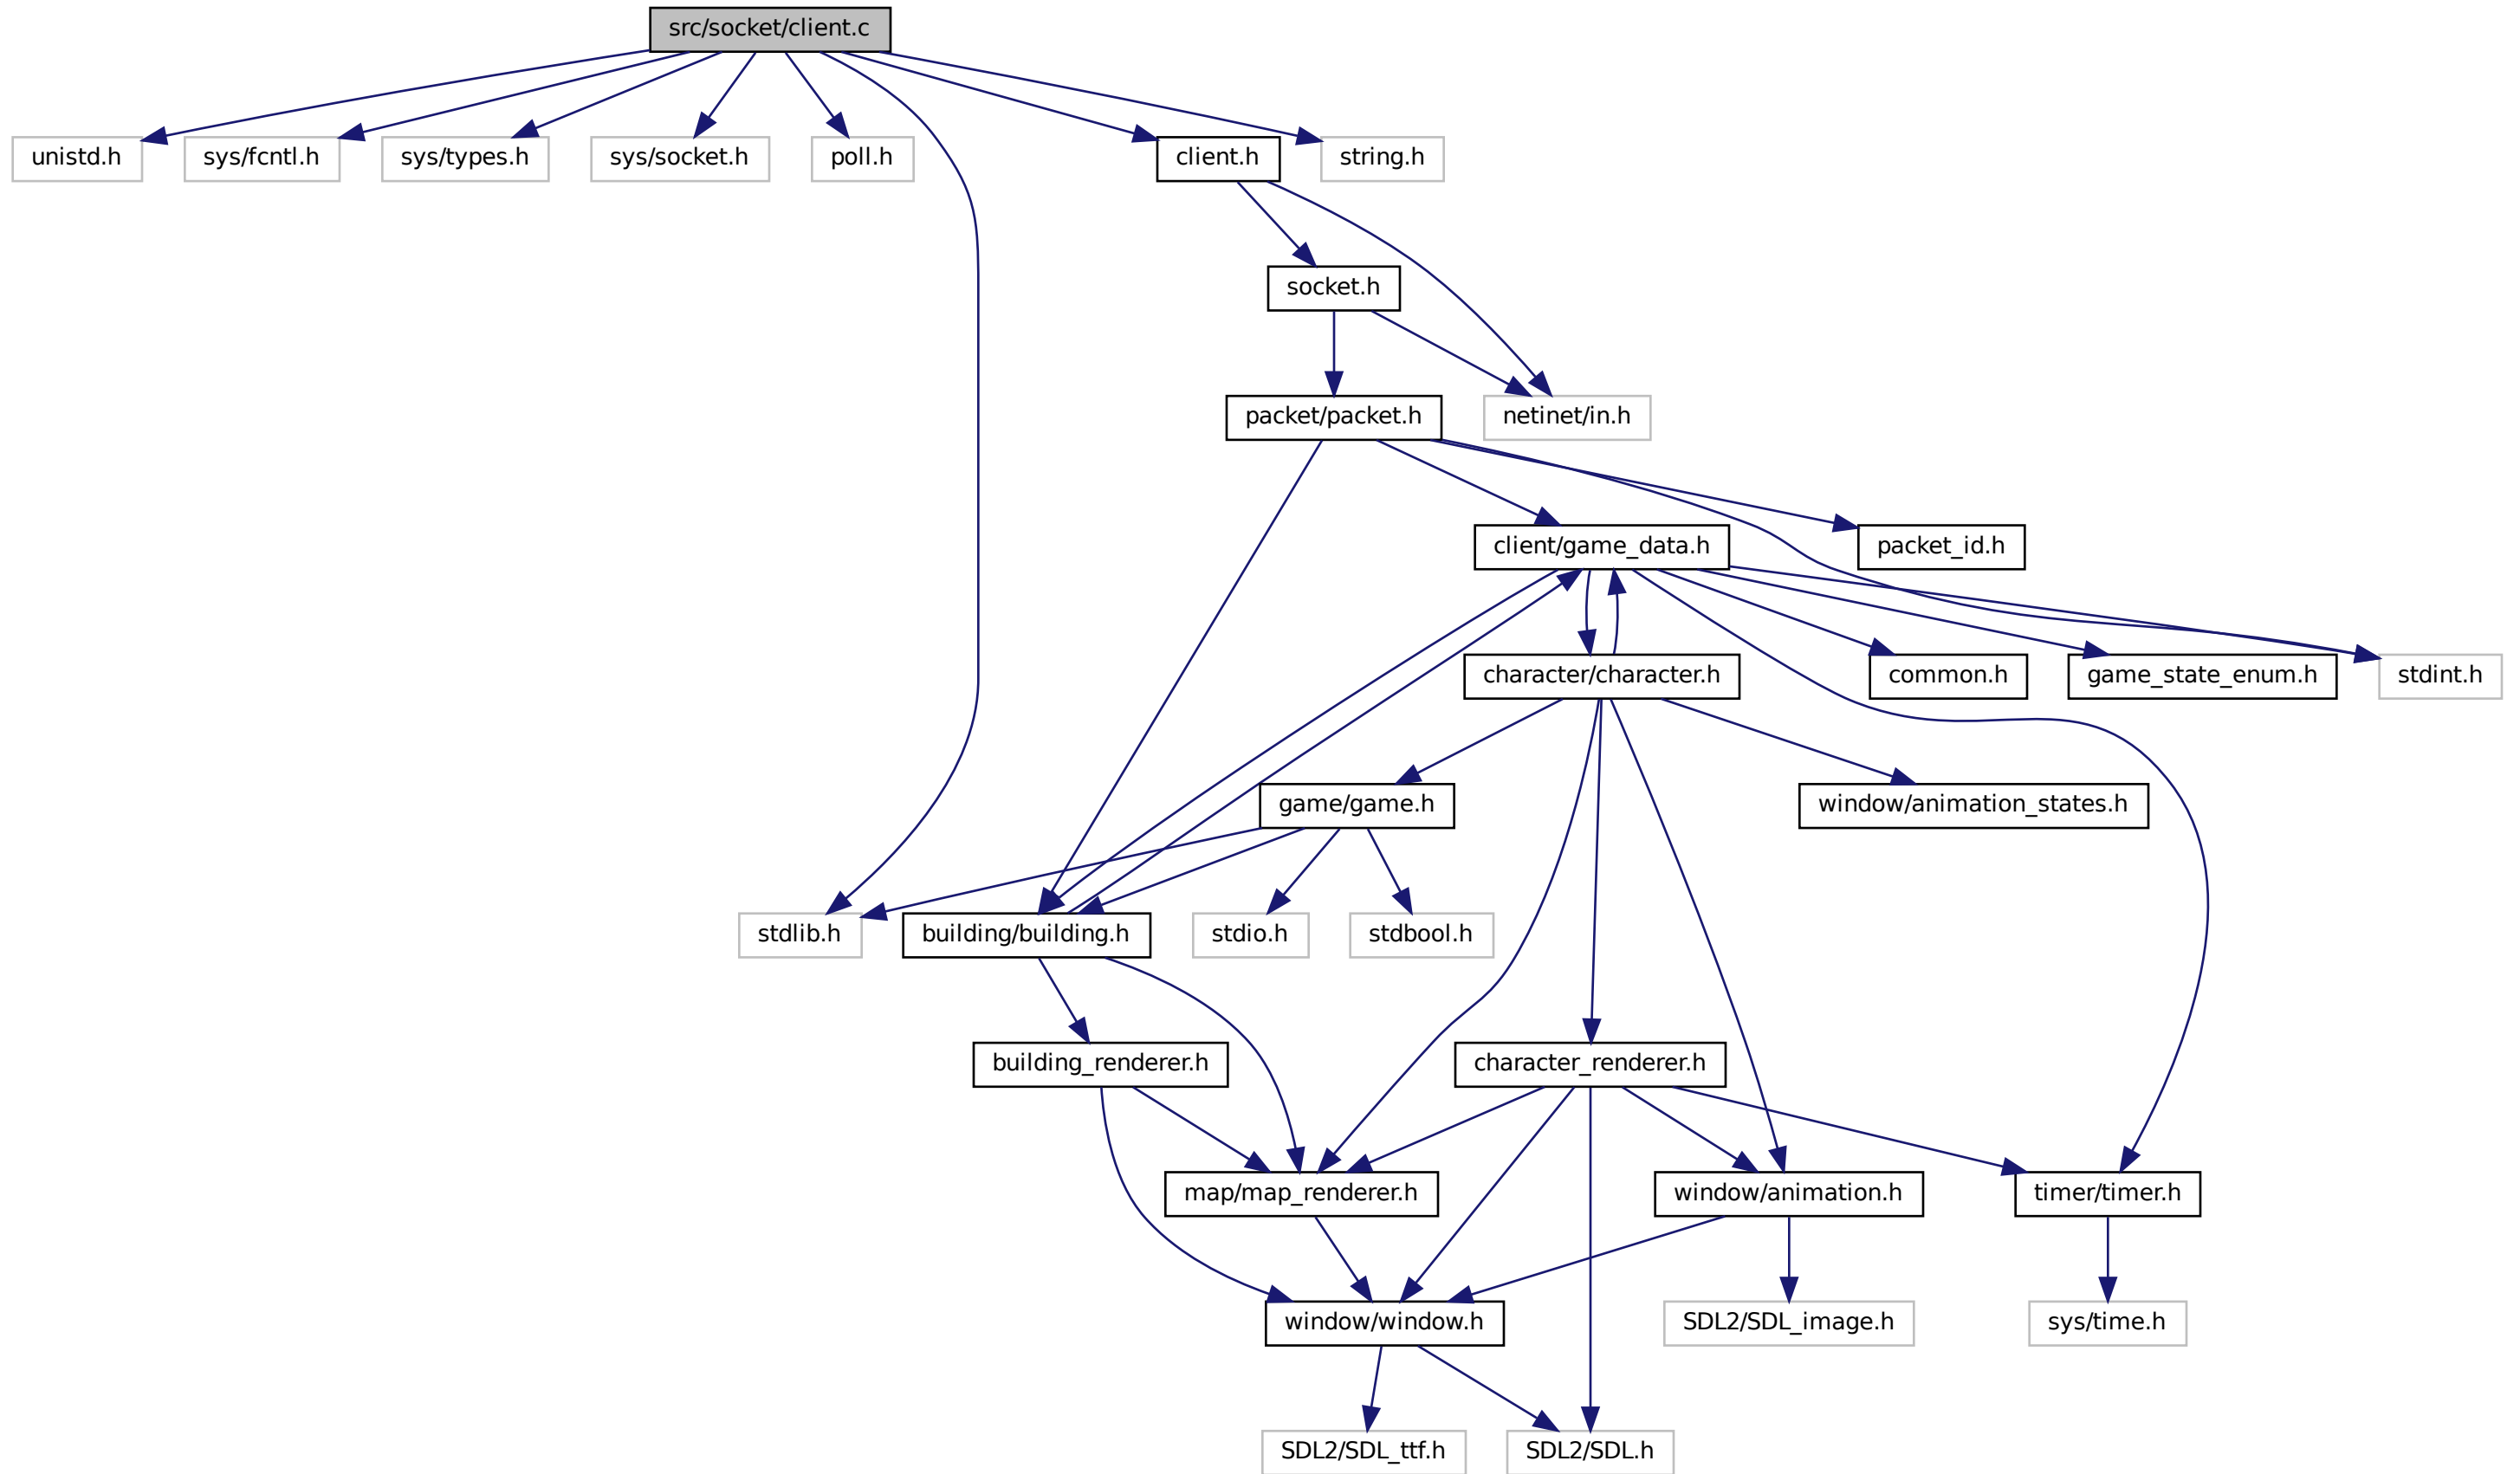 src/socket/client.c
unistd.h
sys/fcntl.h
sys/types.h
sys/socket.h
poll.h
client.h
string.h
socket.h
packet/packet.h
netinet/in.h
client/game_data.h
packet_id.h
character/character.h
common.h
game_state_enum.h
stdint.h
game/game.h
window/animation_states.h
stdlib.h
building/building.h
stdio.h
stdbool.h
building_renderer.h
character_renderer.h
map/map_renderer.h
window/animation.h
timer/timer.h
window/window.h
SDL2/SDL_image.h
sys/time.h
SDL2/SDL_ttf.h
SDL2/SDL.h